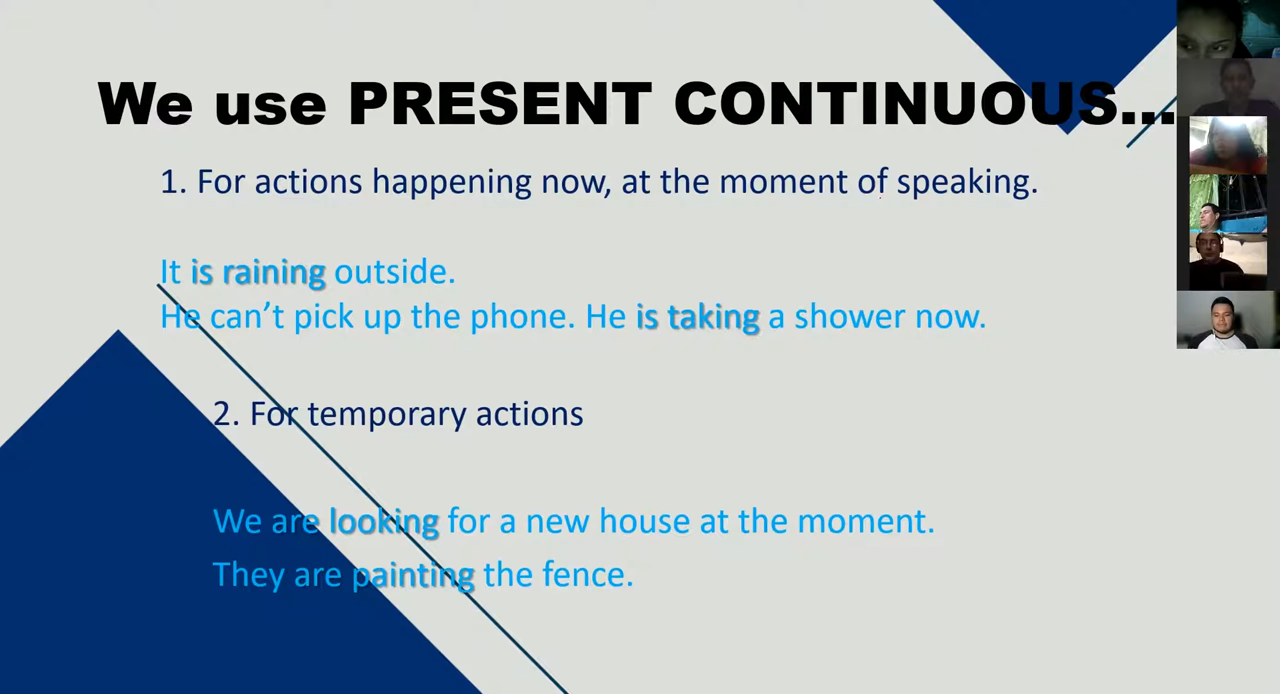 We use PRESENT CONTINUOUS...
1. For actions happening now, at the moment of speaking.
It is raining outside.
He can’t pick up the phone. He is taking a shower now.
2. For temporary actions
We are looking for a new house at the moment.
They are painting the fence.